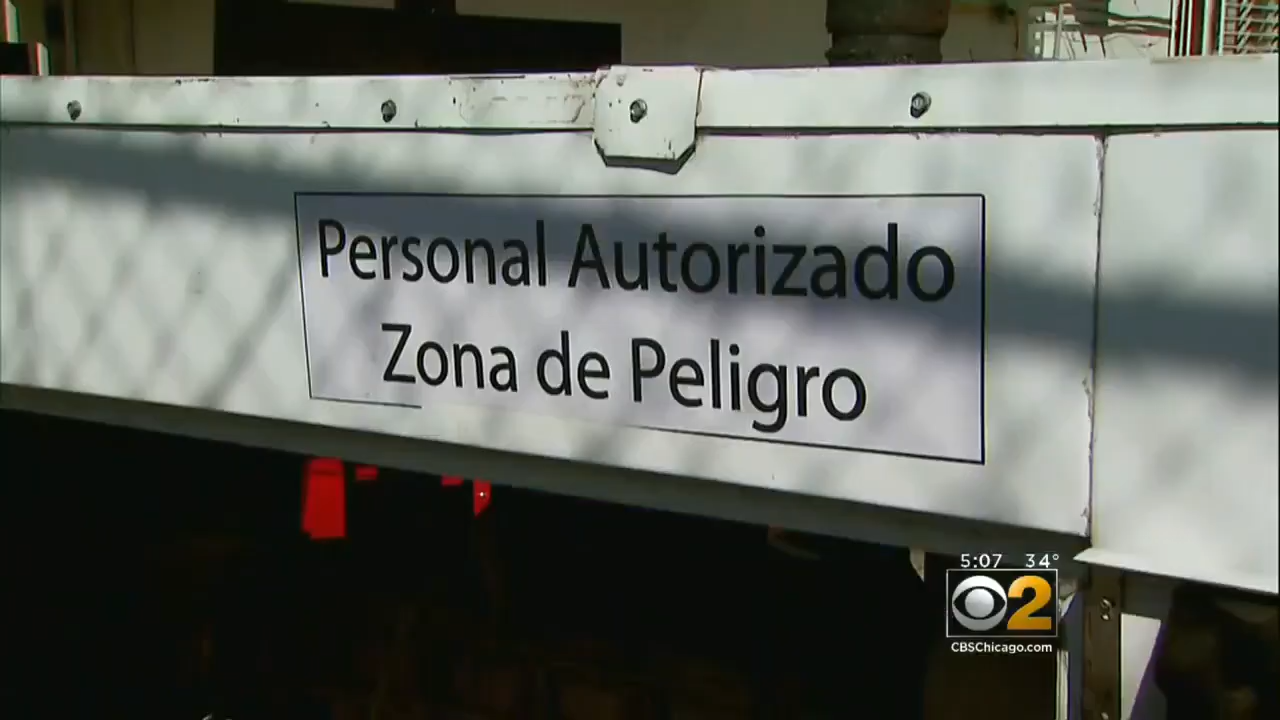 Personal Autorizado
Zona de Peligro
5:07 34°
2
CBSChicago.com